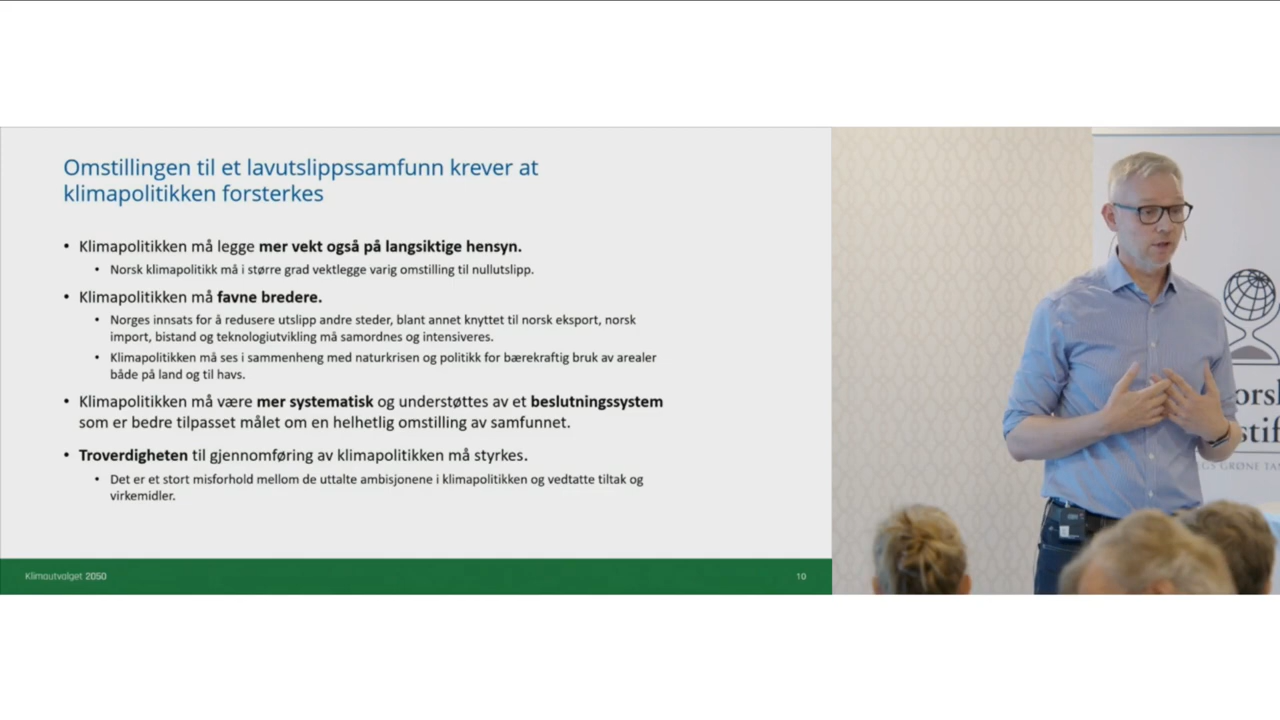 Omstillingen til et lavutslippssamfunn krever at
klimapolitikken forsterkes
• Klimapolitikken må legge mer vekt også på langsiktige hensyn.
• Norsk klimapolitikk må i større grad vektlegge varig omstilling til nullutslipp.
• Klimapolitikken må favne bredere.
• Norges innsats for å redusere utslipp andre steder, blant annet knyttet til norsk eksport, norsk
import, bistand og teknologiutvikling må samordnes og intensiveres.
• Klimapolitikken må ses i sammenheng med naturkrisen og politikk for bærekraftig bruk av arealer
både på land og til havs.
• Klimapolitikken må være mer systematisk og understøttes av et beslutningssystem
som er bedre tilpasset målet om en helhetlig omstilling av samfunnet.
• Troverdigheten til gjennomføring av klimapolitikken må styrkes.
• Det er et stort misforhold mellom de uttalte ambisjonene i klimapolitikken og vedtatte tiltak og
virkemidler.
Klimautvalget 2050
10